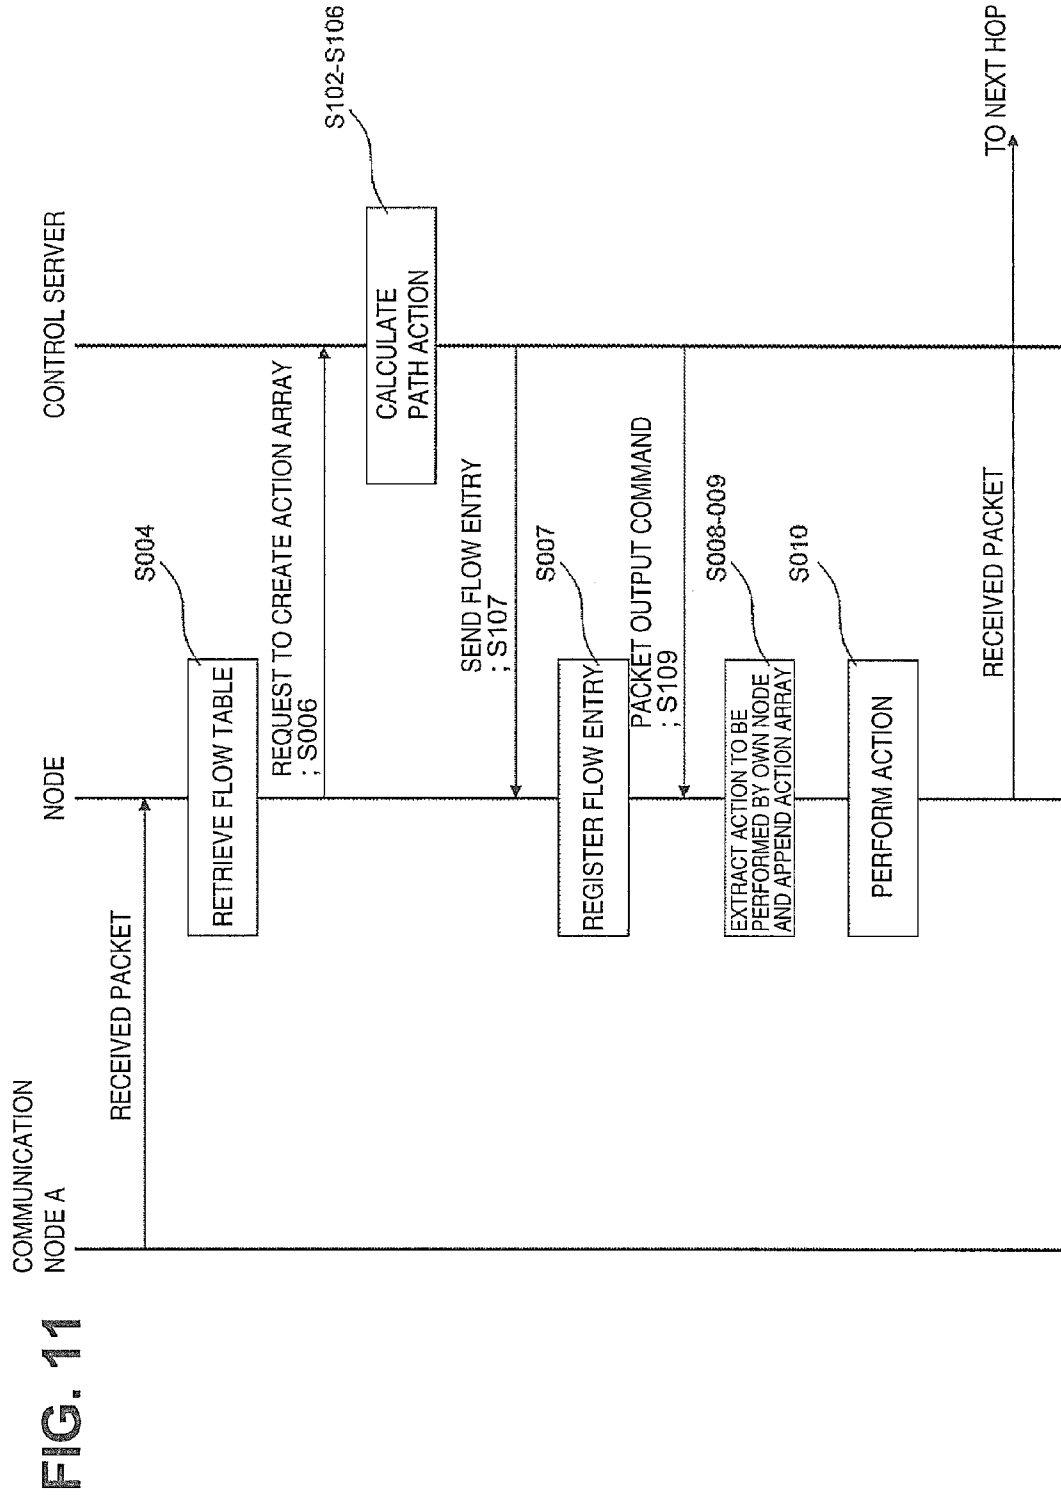 FIG. 11
COMMUNICATION
NODE A
NODE
CONTROL SERVER
RECEIVED PACKET
RETRIEVE FLOW TABLE
S004
REQUEST TO CREATE ACTION ARRAY
; S006
CALCULATE
PATH ACTION
S102-S106
SEND FLOW ENTRY
; S107
REGISTER FLOW ENTRY
S007
PACKET OUTPUT COMMAND
; S109
EXTRACT ACTION TO BE
PERFORMED BY OWN NODE
AND APPEND ACTION ARRAY
S008-009
PERFORM ACTION
S010
RECEIVED PACKET
TO NEXT HOP